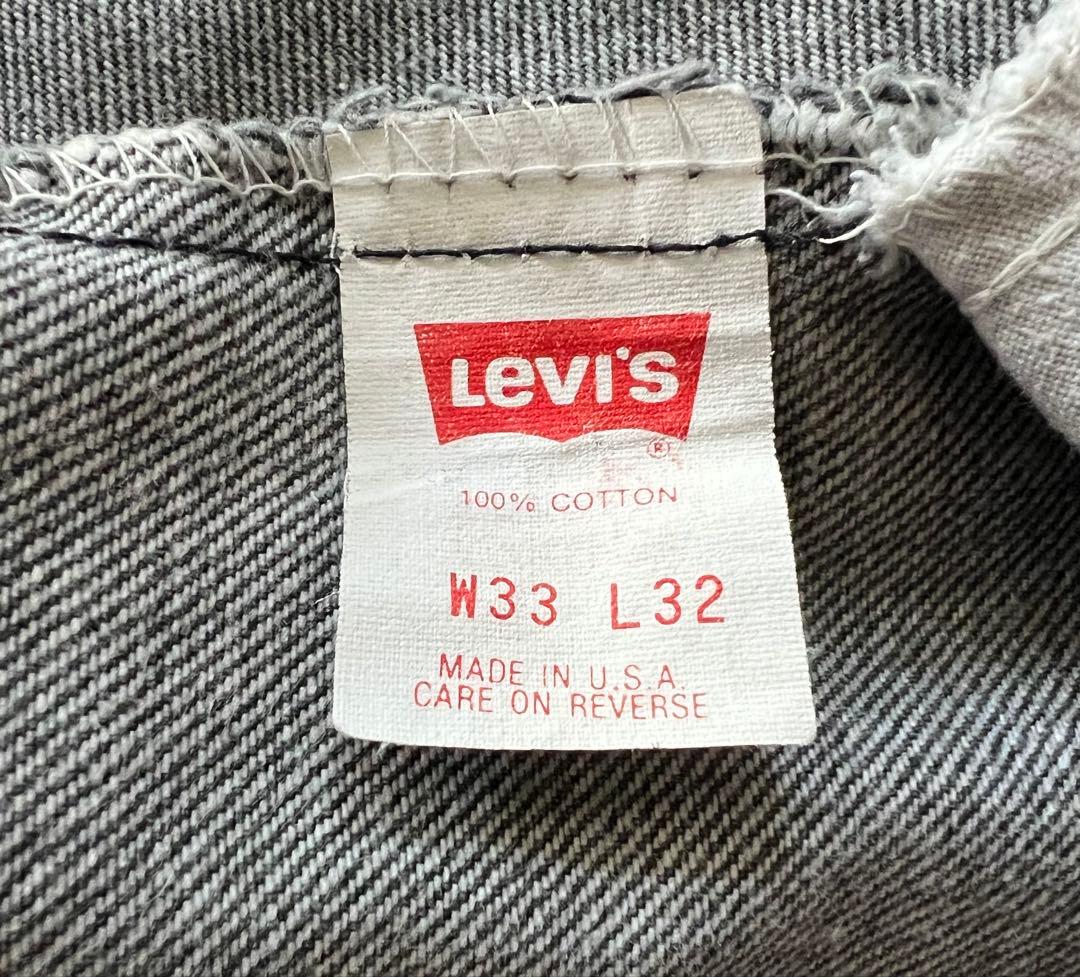 LEVI'S
®
100% COTTON
W33 L32
MADE IN U.S.A.
CARE ON REVERSE